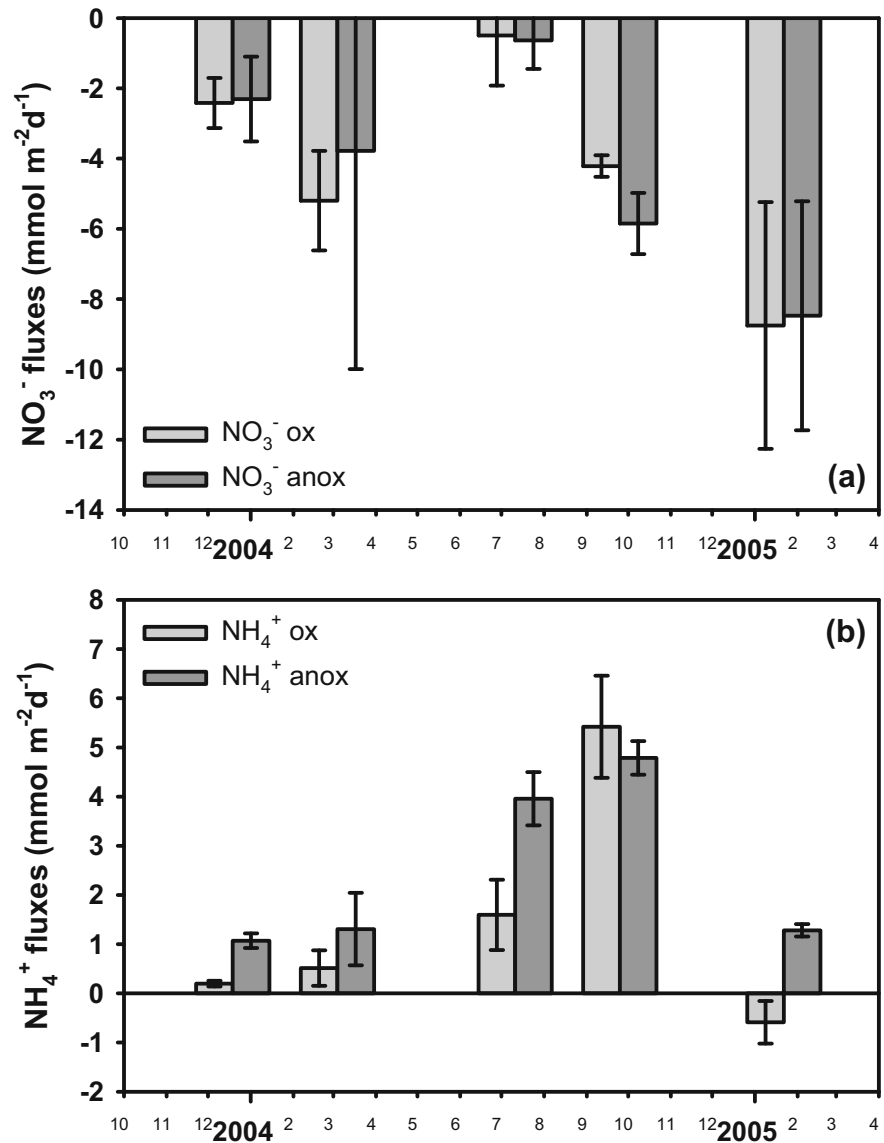 0
-2
-4
-6
-8
-10
-12
-14
NO₃⁻ fluxes (mmol m⁻²d⁻¹)
NO₃⁻ ox
NO₃⁻ anox
(a)
10 11 12 2004 2 3 4 5 6 7 8 9 10 11 12 2005 2 3 4
8
7
6
5
4
3
2
1
0
-1
-2
NH₄⁺ fluxes (mmol m⁻²d⁻¹)
NH₄⁺ ox
NH₄⁺ anox
(b)
10 11 12 2004 2 3 4 5 6 7 8 9 10 11 12 2005 2 3 4